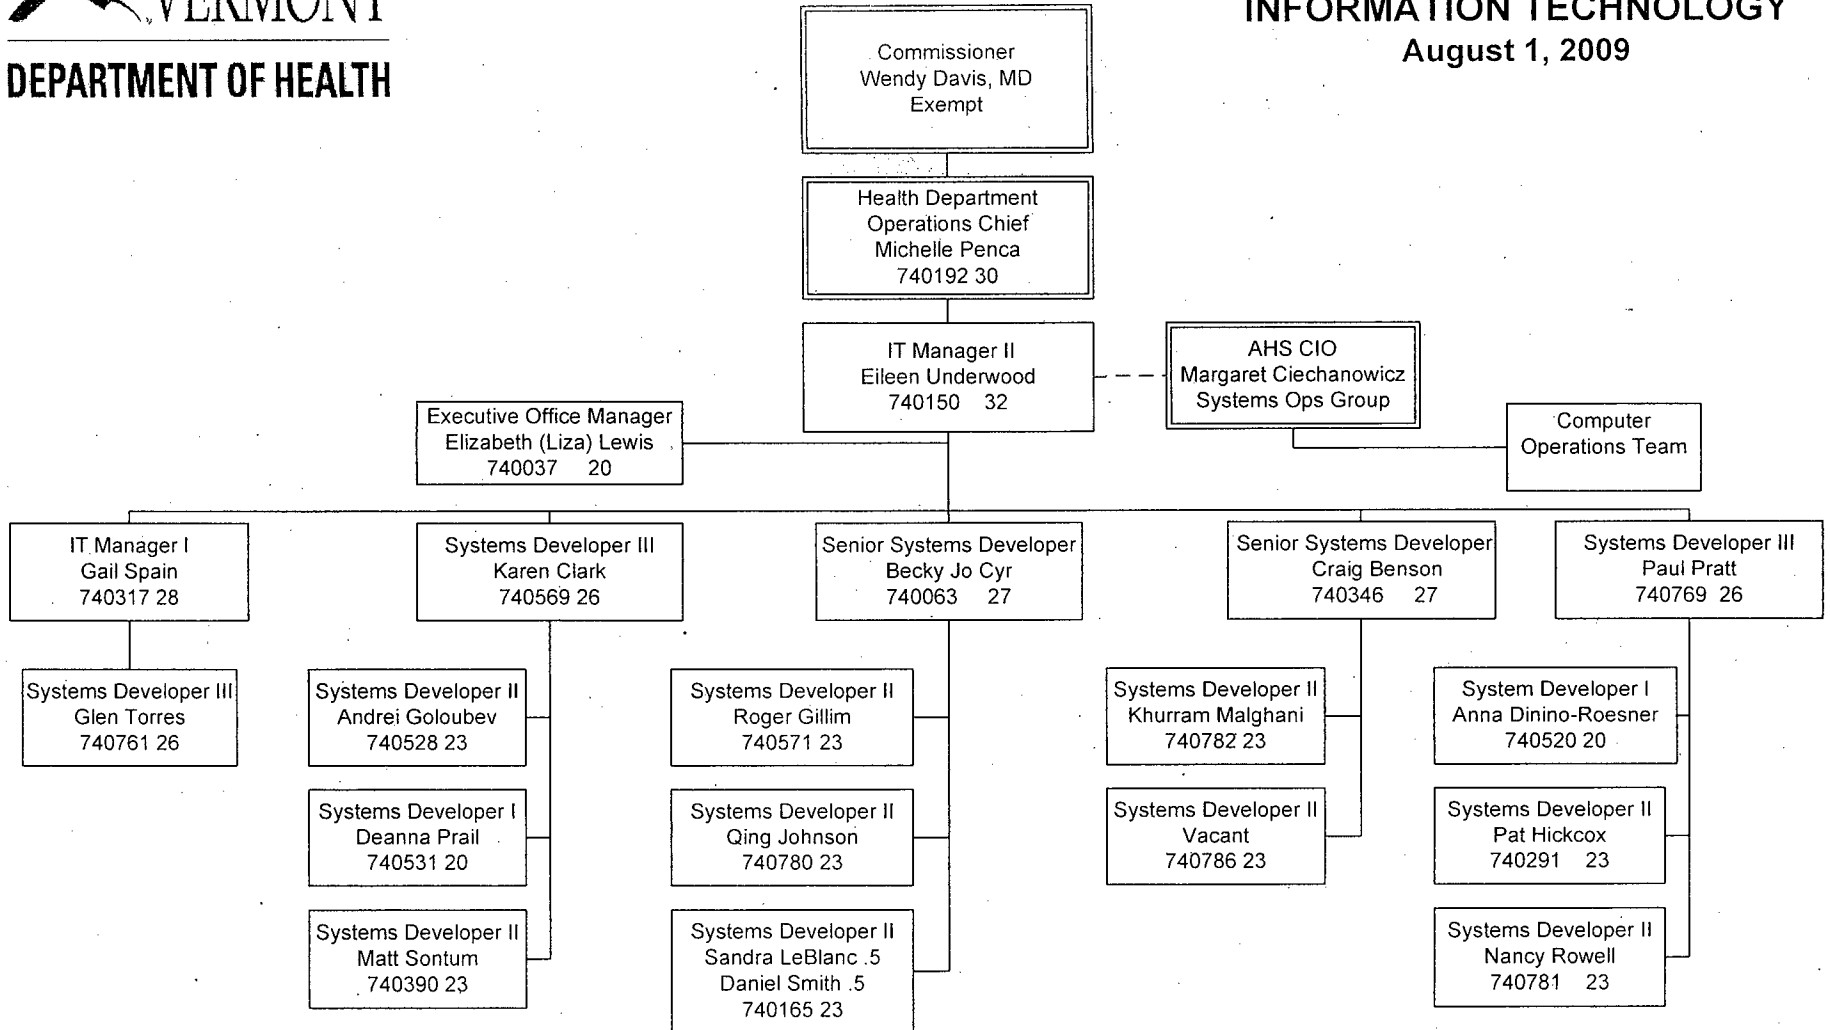 VERMONT
DEPARTMENT OF HEALTH
INFORMATION TECHNOLOGY
August 1, 2009
Commissioner
Wendy Davis, MD
Exempt
Health Department
Operations Chief
Michelle Penca
740192 30
IT Manager II
Eileen Underwood
740150 32
AHS CIO
Margaret Ciechanowicz
Systems Ops Group
Executive Office Manager
Elizabeth (Liza) Lewis
740037 20
Computer
Operations Team
IT Manager I
Gail Spain
740317 28
Systems Developer III
Karen Clark
740569 26
Senior Systems Developer
Becky Jo Cyr
740063 27
Senior Systems Developer
Craig Benson
740346 27
Systems Developer III
Paul Pratt
740769 26
Systems Developer III
Glen Torres
740761 26
Systems Developer II
Andrei Goloubev
740528 23
Systems Developer I
Deanna Prail
740531 20
Systems Developer II
Matt Sontum
740390 23
Systems Developer II
Roger Gillim
740571 23
Systems Developer II
Qing Johnson
740780 23
Systems Developer II
Sandra LeBlanc .5
Daniel Smith .5
740165 23
Systems Developer II
Khurram Malghani
740782 23
Systems Developer II
Vacant
740786 23
System Developer I
Anna Dinino-Roesner
740520 20
Systems Developer II
Pat Hickcox
740291 23
Systems Developer II
Nancy Rowell
740781 23